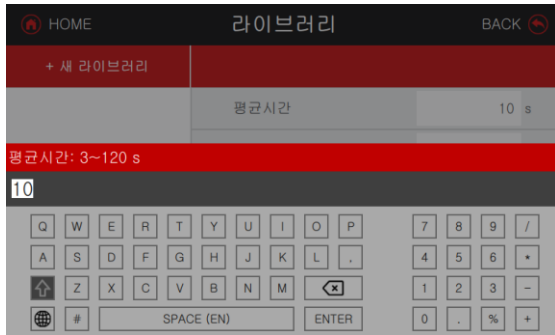 HOME 라이브러리 BACK
+ 새 라이브러리
평균시간 10 s
평균시간: 3~120 s
10
Q W E R T Y U I O P 7 8 9 /
A S D F G H J K L . 4 5 6 *
Z X C V B N M 1 2 3 -
# SPACE (EN) ENTER 0 . % +